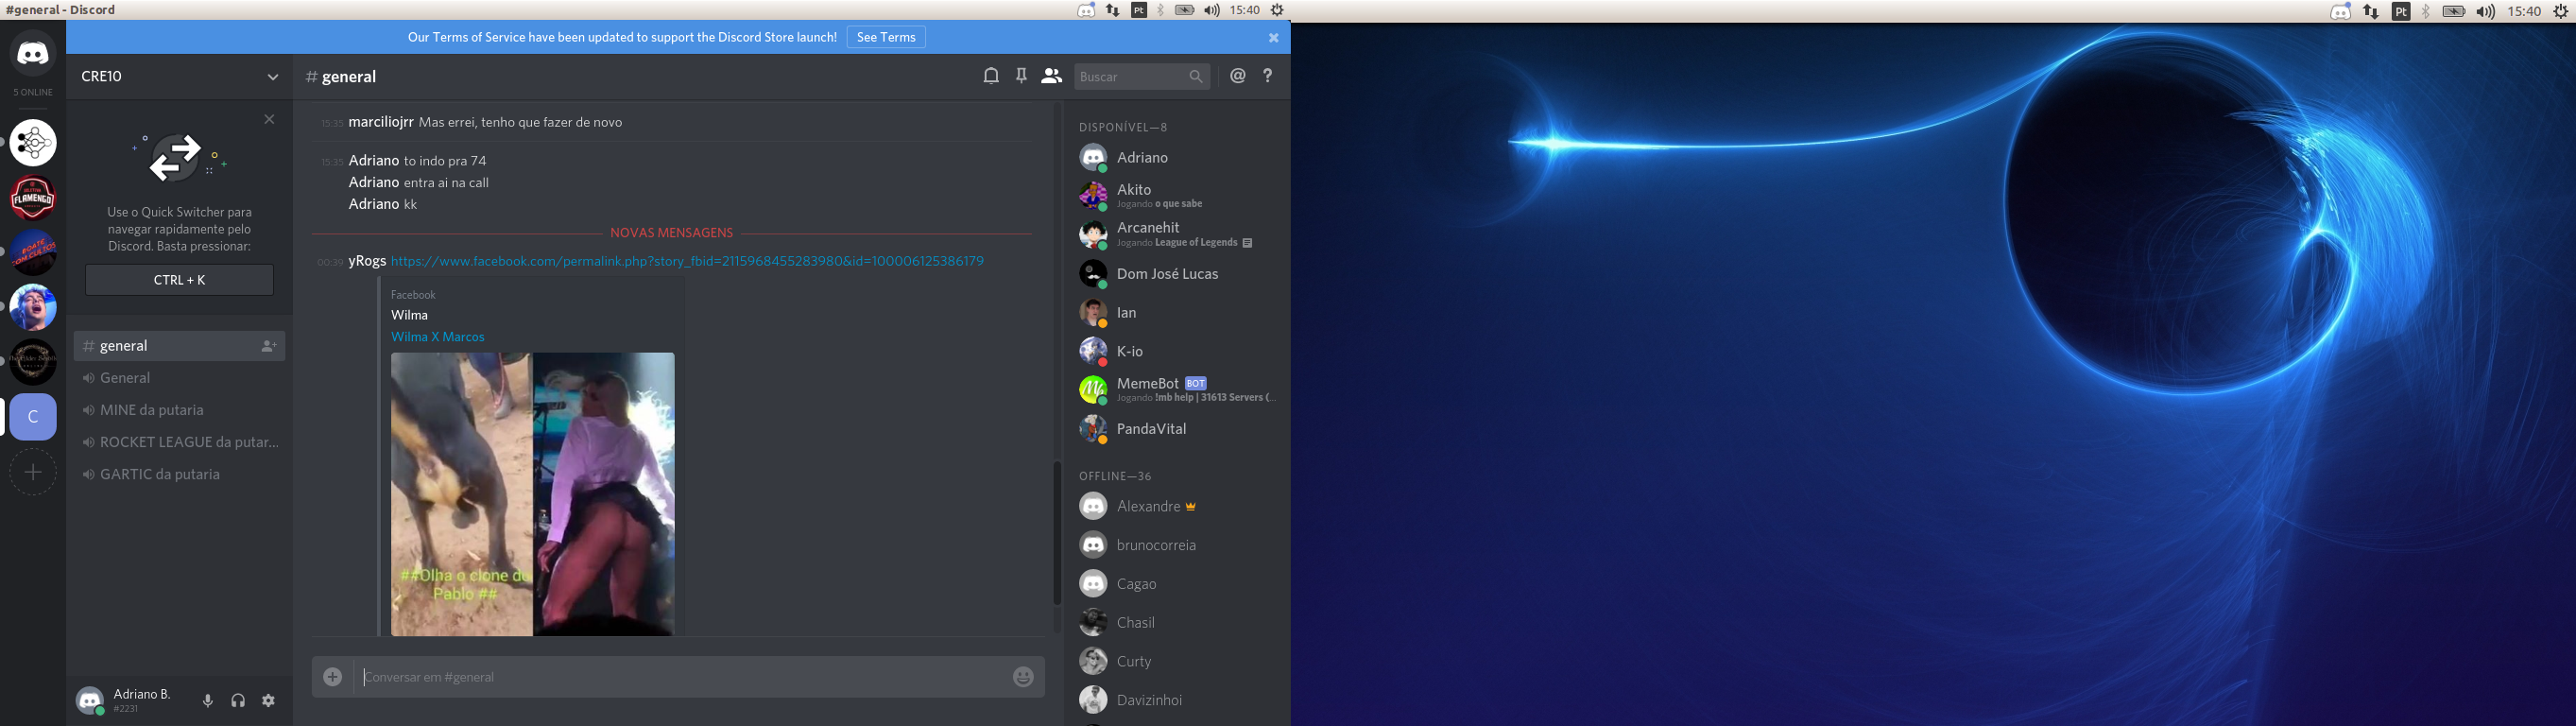 #general - Discord
Pt
15:40
Pt
15:40
Our Terms of Service have been updated to support the Discord Store launch!
See Terms
5 ONLINE
FLAMENGO
C
CRE10
Use o Quick Switcher para
navegar rapidamente pelo
Discord. Basta pressionar:
CTRL + K
# general
General
MINE da putaria
ROCKET LEAGUE da putar...
GARTIC da putaria
Adriano B.
#2231
# general
Buscar
@ ?
15:35 marciliojrr Mas errei, tenho que fazer de novo
15:35 Adriano to indo pra 74
Adriano entra ai na call
Adriano kk
NOVAS MENSAGENS
00:39 yRogs https://www.facebook.com/permalink.php?story_fbid=2115968455283980&id=100006125386179
Facebook
Wilma
Wilma X Marcos
##Olha o clone do
Pablo ##
Conversar em #general
DISPONÍVEL—8
Adriano
Akito
Jogando o que sabe
Arcanehit
Jogando League of Legends
Dom José Lucas
Ian
K-io
MemeBot BOT
Jogando !mb help | 31613 Servers (...
PandaVital
OFFLINE—36
Alexandre
brunocorreia
Cagao
Chasil
Curty
Davizinhoi